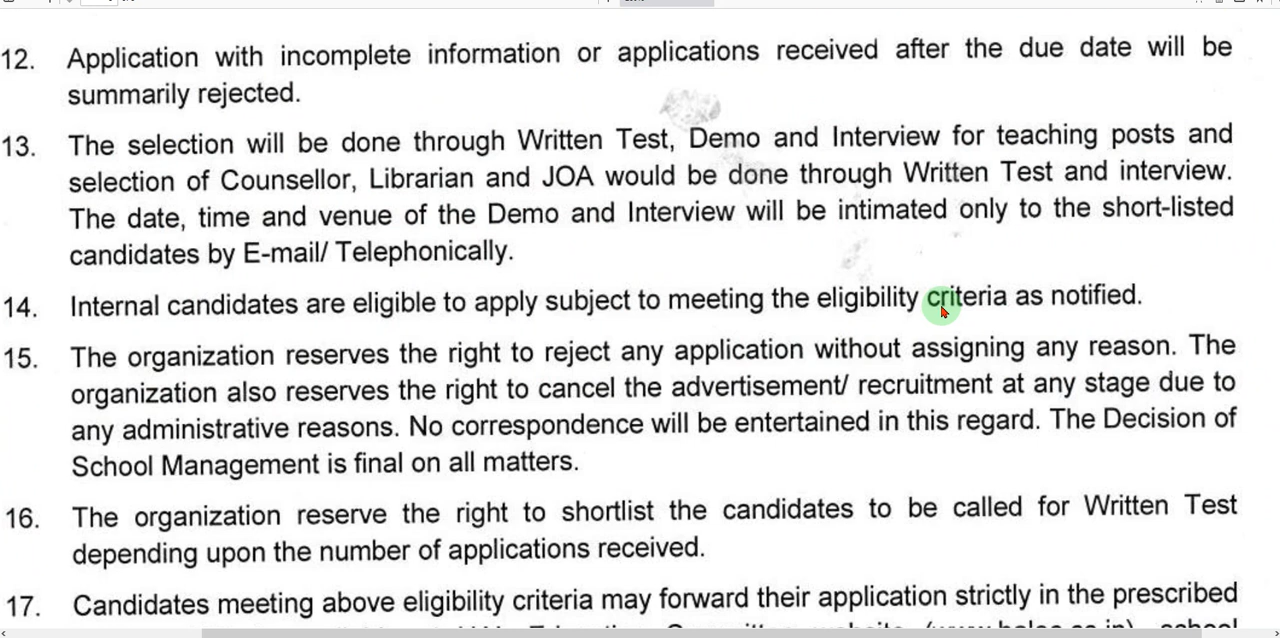 12. Application with incomplete information or applications received after the due date will be
summarily rejected.
13. The selection will be done through Written Test, Demo and Interview for teaching posts and
selection of Counsellor, Librarian and JOA would be done through Written Test and interview.
The date, time and venue of the Demo and Interview will be intimated only to the short-listed
candidates by E-mail/ Telephonically.
14. Internal candidates are eligible to apply subject to meeting the eligibility criteria as notified.
15. The organization reserves the right to reject any application without assigning any reason. The
organization also reserves the right to cancel the advertisement/ recruitment at any stage due to
any administrative reasons. No correspondence will be entertained in this regard. The Decision of
School Management is final on all matters.
16. The organization reserve the right to shortlist the candidates to be called for Written Test
depending upon the number of applications received.
17. Candidates meeting above eligibility criteria may forward their application strictly in the prescribed